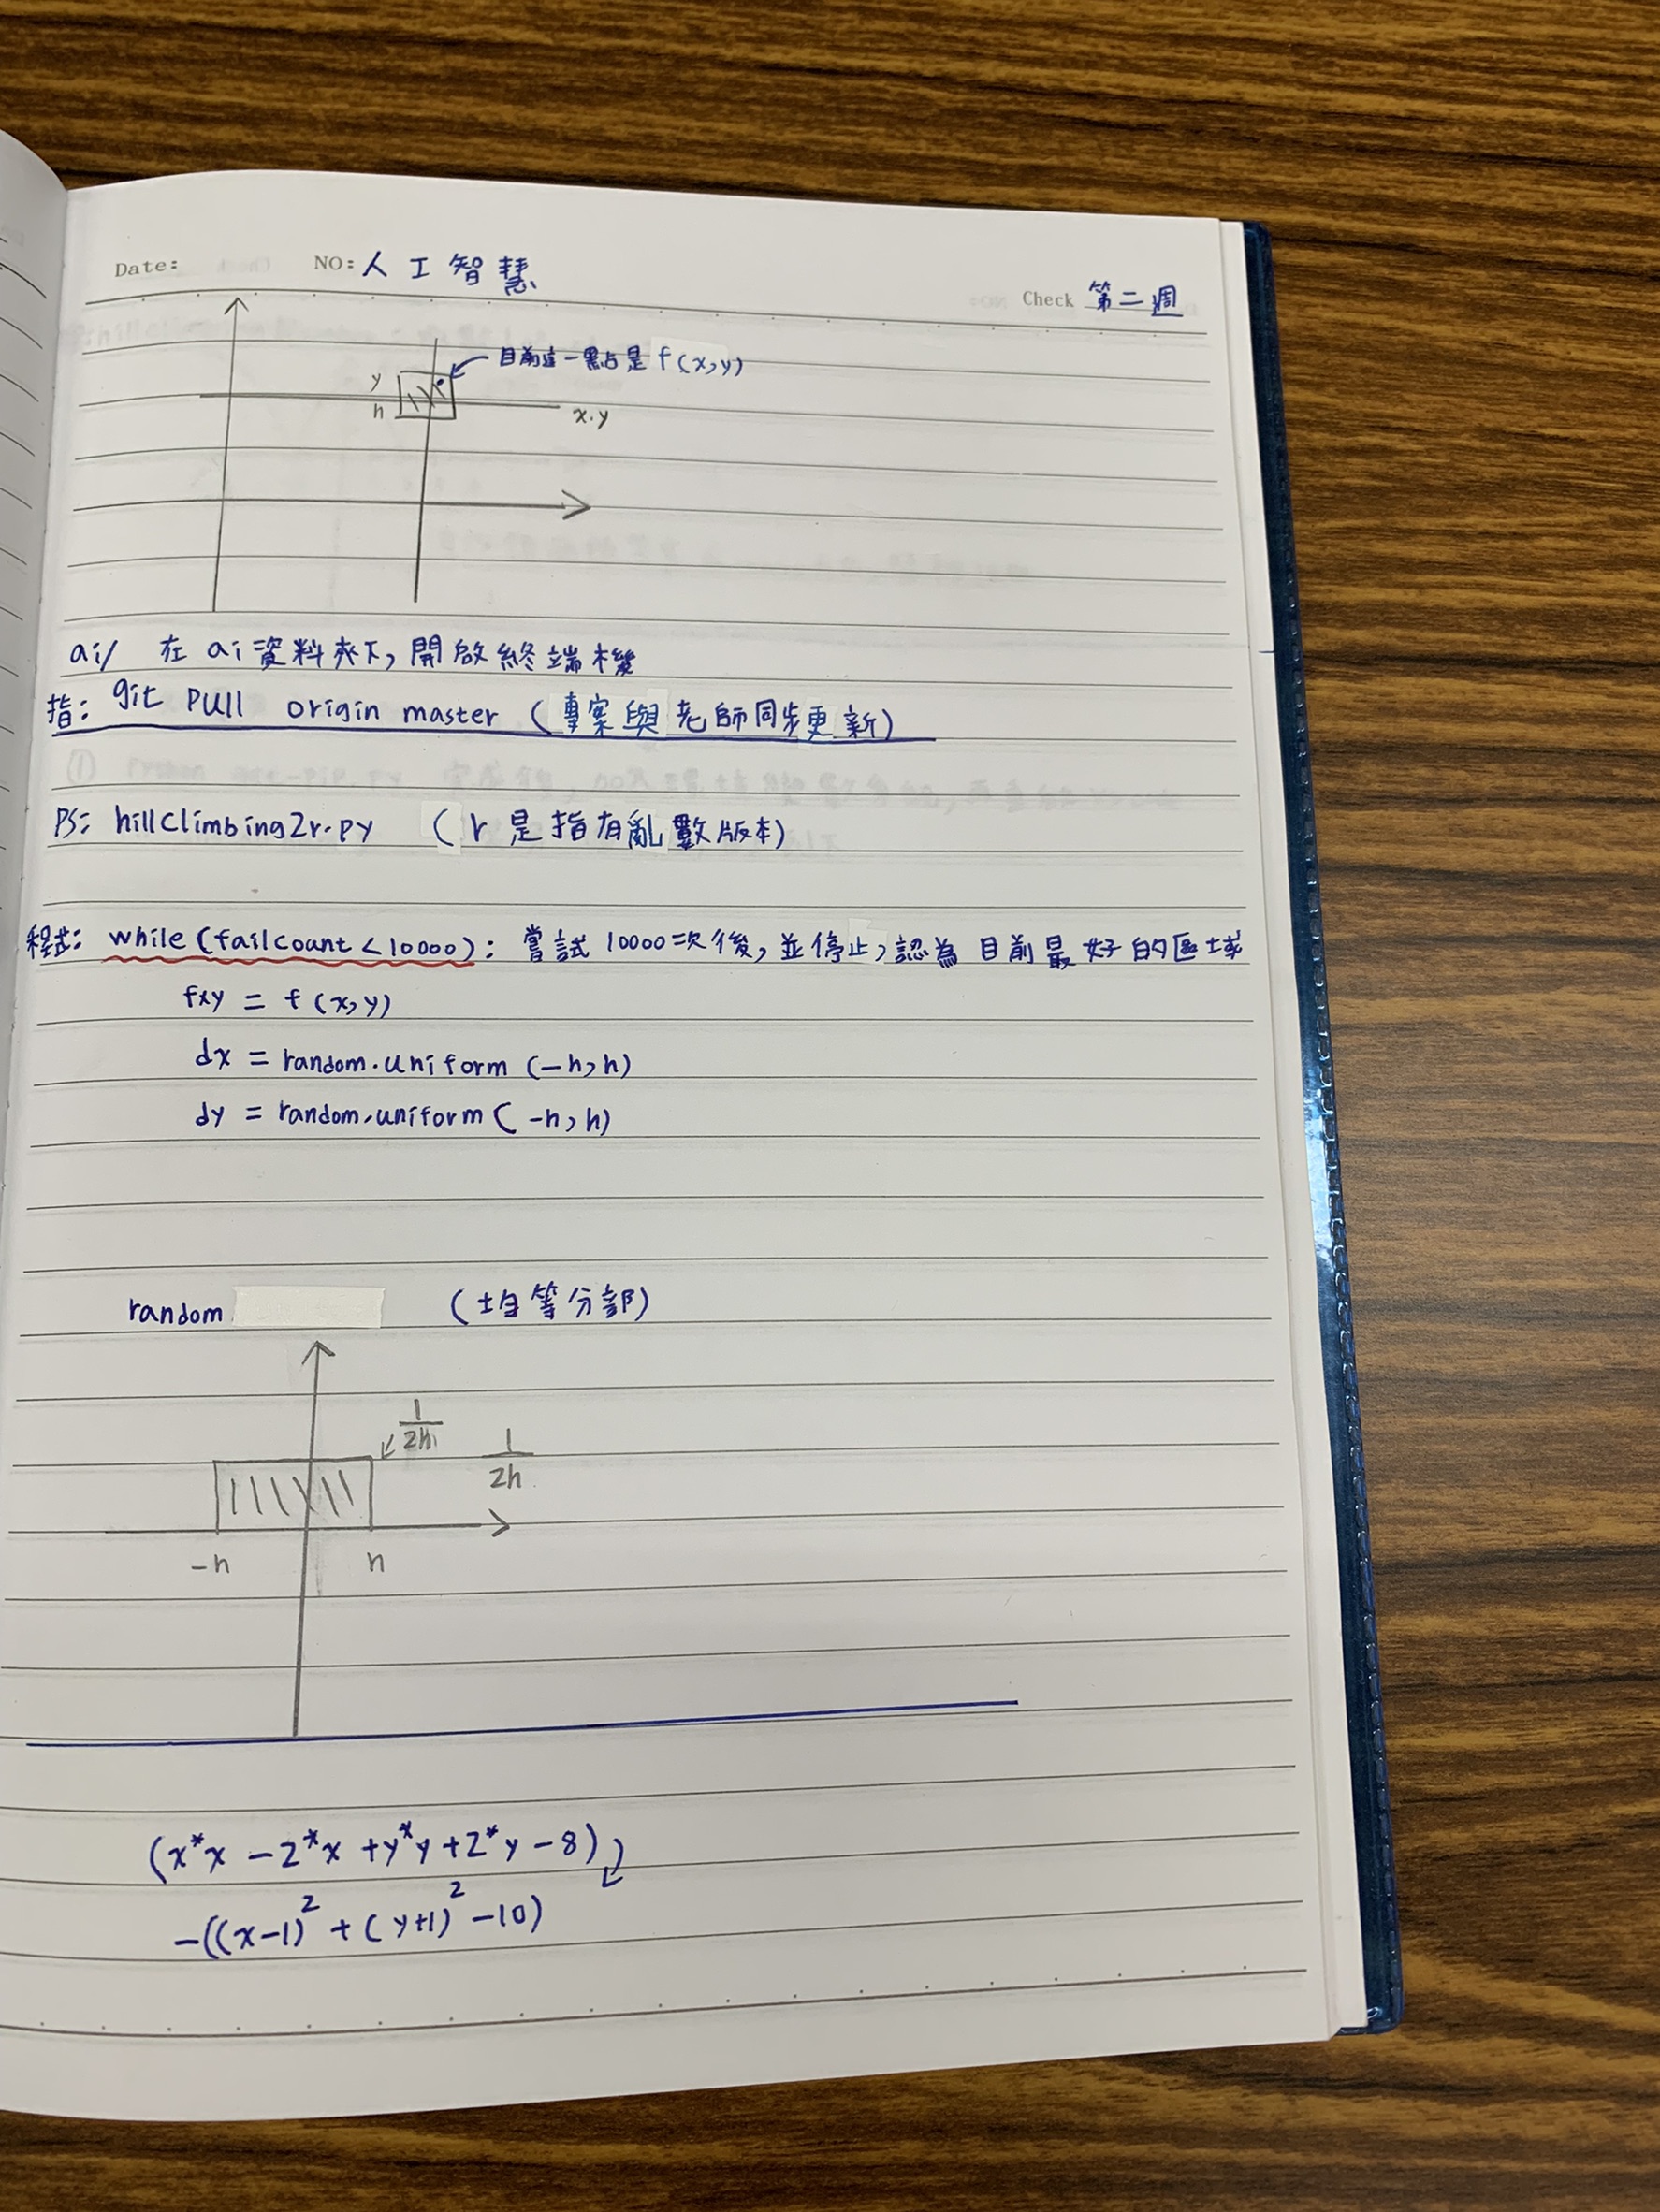 Date: NO: 人工智慧
Check 第二週
目前這一點是 f(x,y)
y
h
x.y
ai/ 在 ai 資料夾下,開啟終端機
指: git PUll origin master (專案與老師同步更新)
PS: hillClimbing2r.py (r 是指有亂數版本)
程式: while(failcount<10000): 嘗試 10000 次後,並停止,認為目前最好的區域
fxy = f(x,y)
dx = random.uniform (-h,h)
dy = random.uniform (-h,h)
random (均等分部)
1/2h
1/2h
-h
h
(x*x -2*x +y*y +2*y -8)
-((x-1)² + (y+1)² -10)